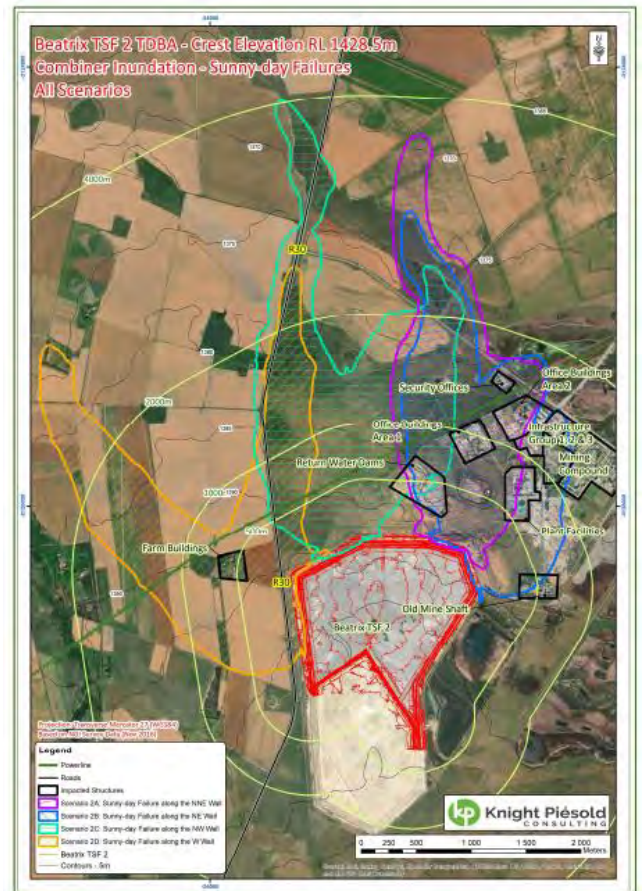 Beatrix TSF 2 TDBA - Crest Elevation RL 1428.5m
Combiner Inundation - Sunny-day Failures
All Scenarios
N
4000m
R30
2000m
Security Offices
Office Buildings
Area 2
Office Buildings
Area 1
Infrastructure
Group 1, 2 & 3
Mining
Compound
Return Water Dams
1000m
500m
Plant Facilities
Farm Buildings
R30
Old Mine Shaft
Beatrix TSF 2
Legend
Powerline
Roads
Impacted Structures
Scenario 2A: Sunny-day Failure along the NNE Wall
Scenario 2B: Sunny-day Failure along the NE Wall
Scenario 2C: Sunny-day Failure along the NW Wall
Scenario 2D: Sunny-day Failure along the W Wall
Beatrix TSF 2
Contours - 5m
kp Knight Piésold
CONSULTING
0 250 500 1 000 1 500 2 000
Meters